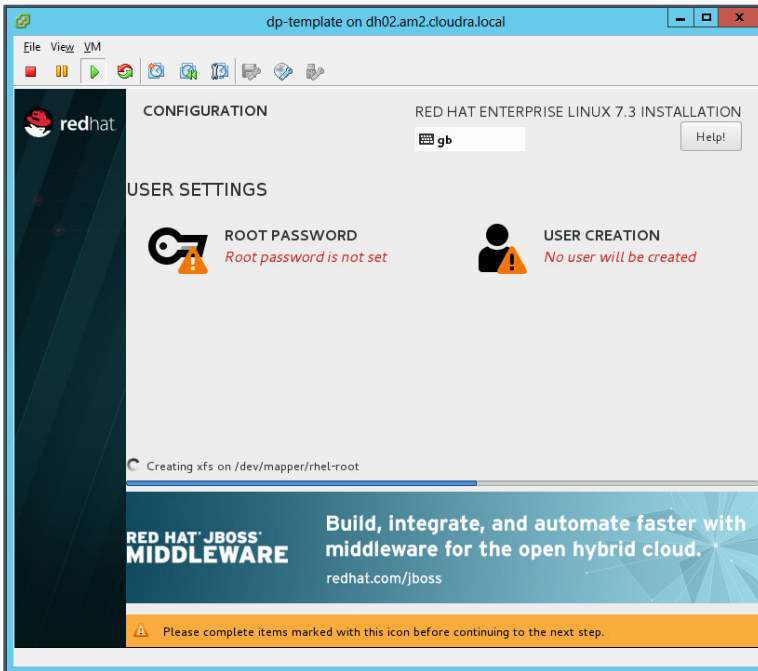 dp-template on dh02.am2.cloudra.local
File View VM
redhat.
CONFIGURATION
RED HAT ENTERPRISE LINUX 7.3 INSTALLATION
gb
Help!
USER SETTINGS
ROOT PASSWORD
Root password is not set
USER CREATION
No user will be created
Creating xfs on /dev/mapper/rhel-root
RED HAT® JBOSS®
MIDDLEWARE
Build, integrate, and automate faster with
middleware for the open hybrid cloud.
redhat.com/jboss
Please complete items marked with this icon before continuing to the next step.